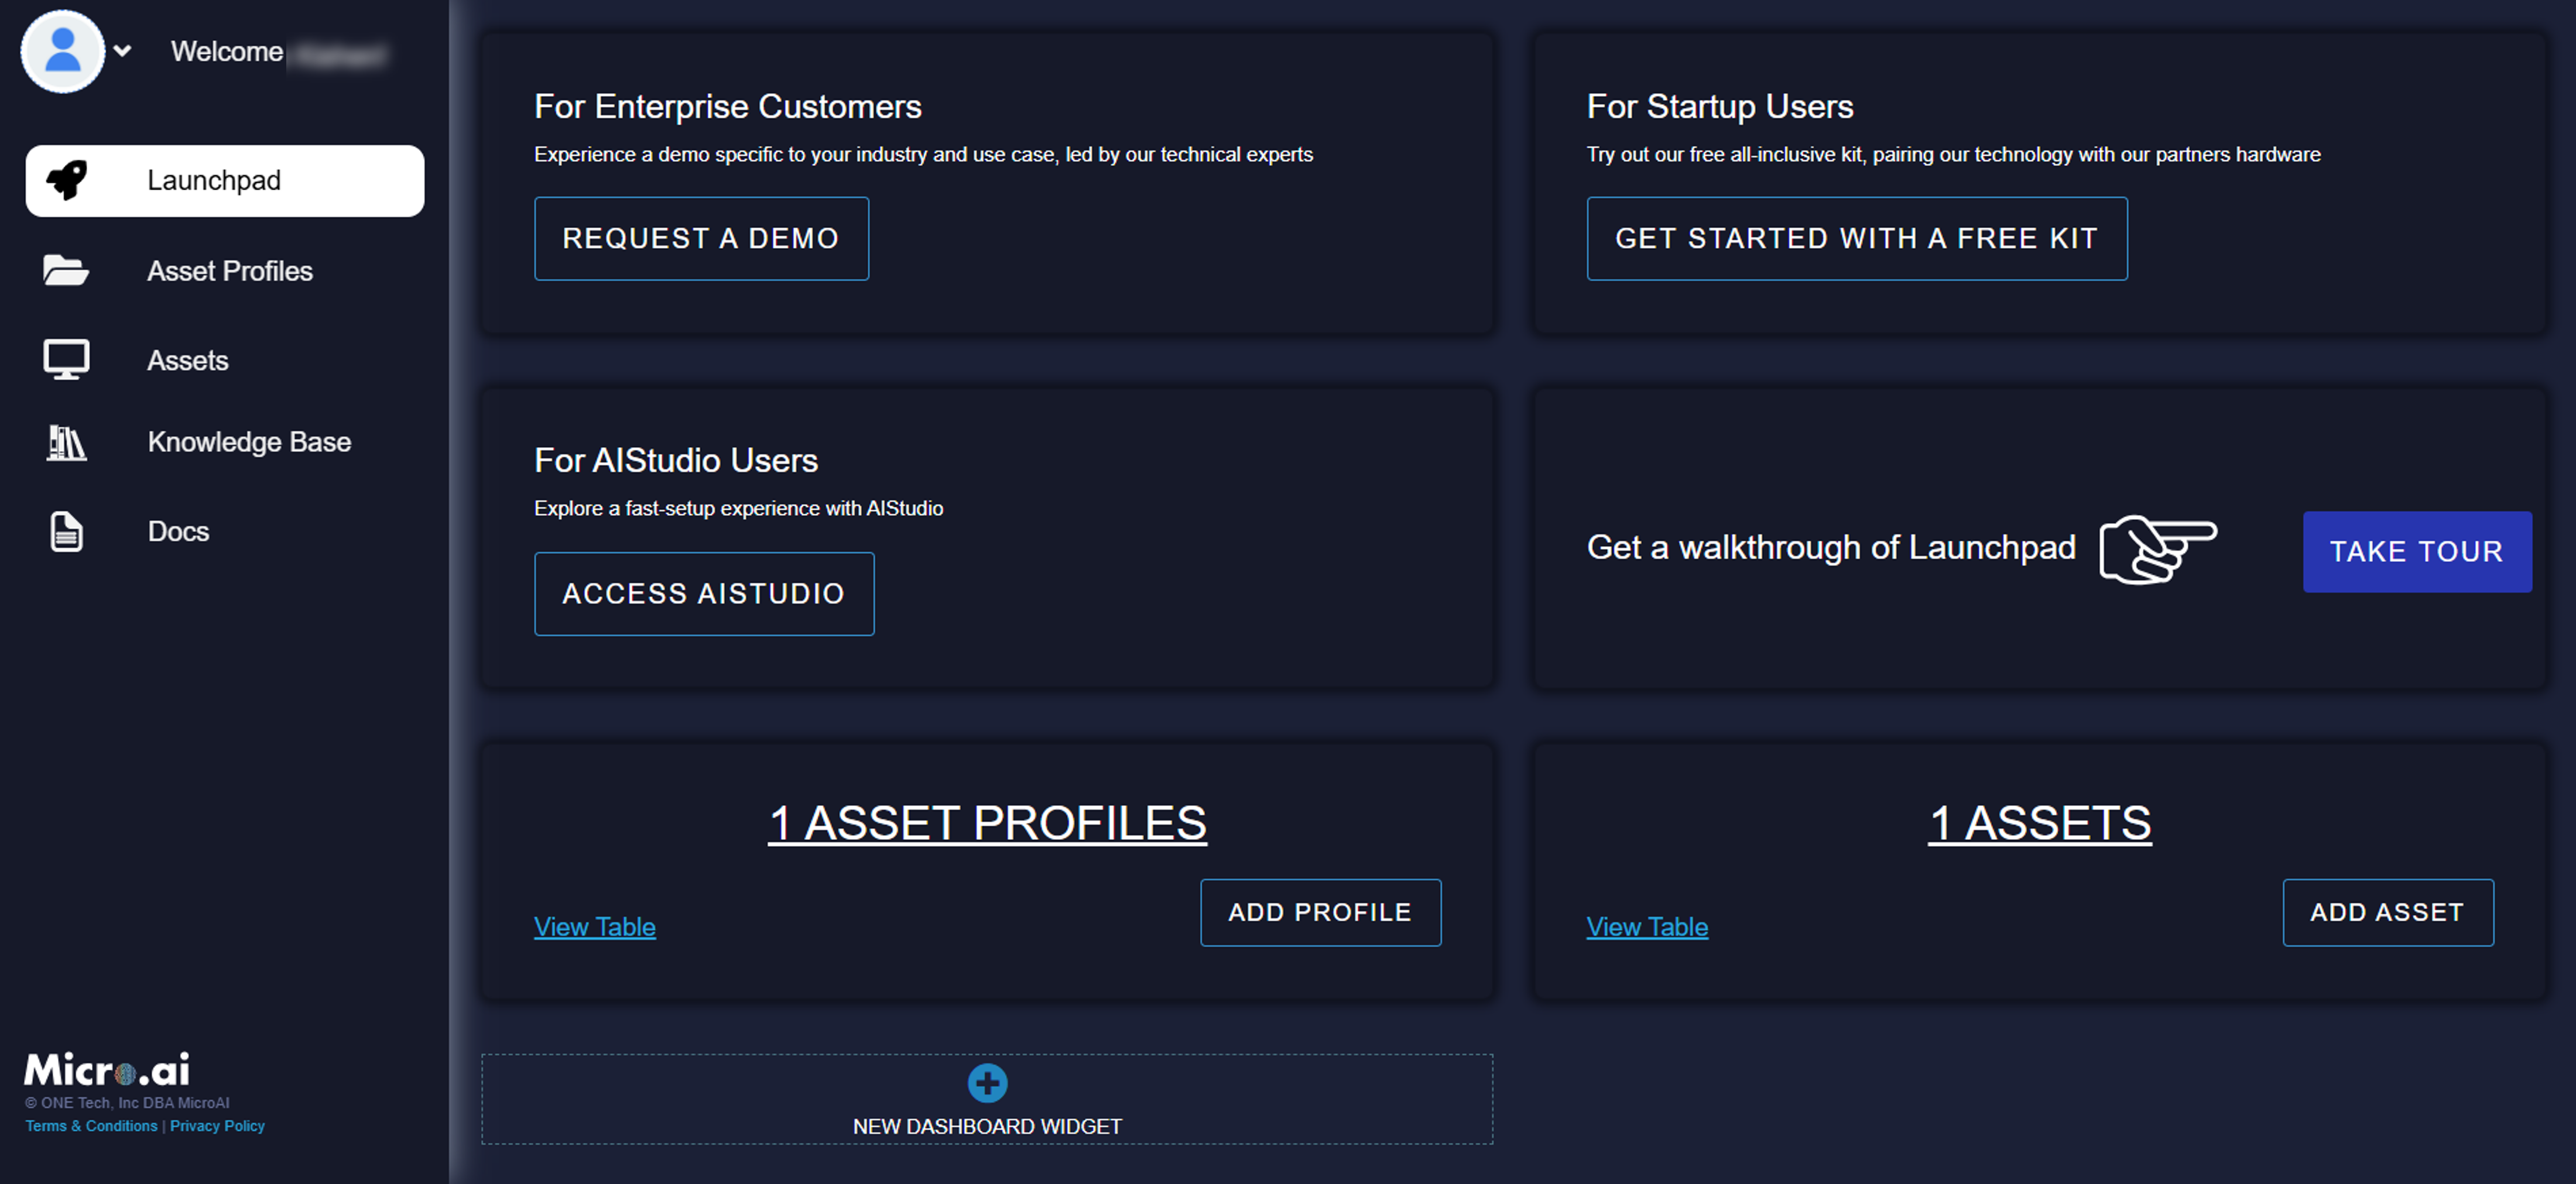 Welcome
Launchpad
Asset Profiles
Assets
Knowledge Base
Docs
Micro.ai
© ONE Tech, Inc DBA MicroAI
Terms & Conditions | Privacy Policy
For Enterprise Customers
Experience a demo specific to your industry and use case, led by our technical experts
REQUEST A DEMO
For Startup Users
Try out our free all-inclusive kit, pairing our technology with our partners hardware
GET STARTED WITH A FREE KIT
For AIStudio Users
Explore a fast-setup experience with AIStudio
ACCESS AISTUDIO
Get a walkthrough of Launchpad
TAKE TOUR
1 ASSET PROFILES
View Table
ADD PROFILE
1 ASSETS
View Table
ADD ASSET
NEW DASHBOARD WIDGET